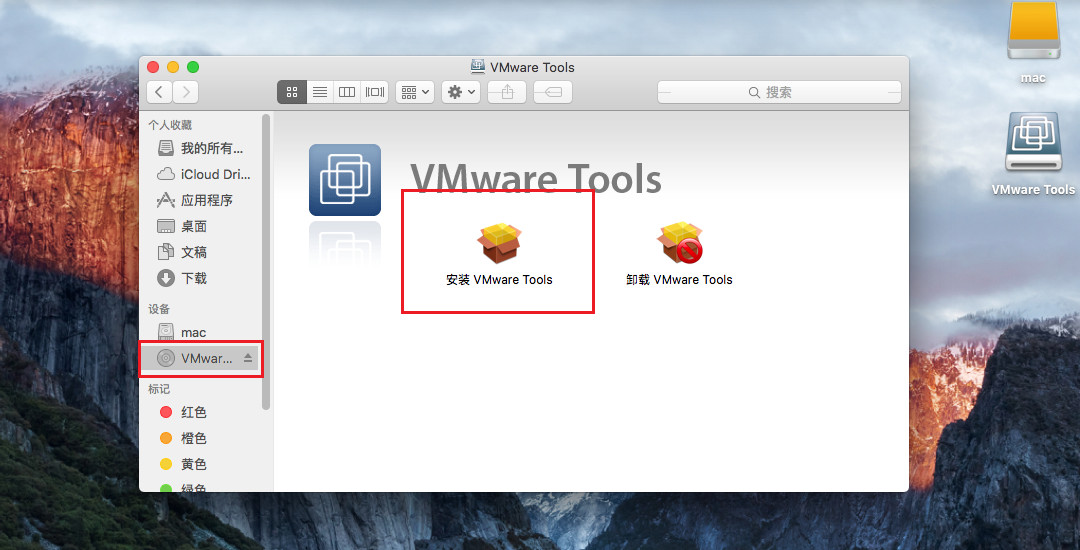 VMware Tools
搜索
个人收藏
我的所有...
iCloud Dri...
应用程序
桌面
文稿
下载
设备
mac
VMwar...
标记
红色
橙色
黄色
绿色
VMware Tools
安装 VMware Tools
卸载 VMware Tools
mac
VMware Tools